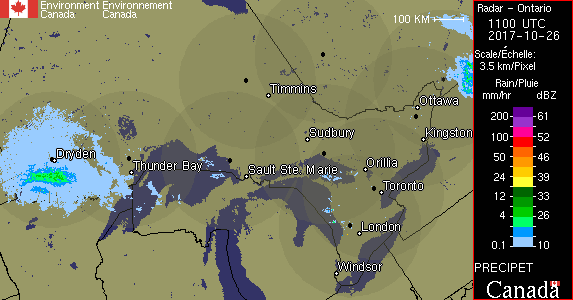 Environment Environnement
Canada Canada
100 KM
Timmins
Ottawa
Sudbury
Kingston
Dryden
Thunder Bay
Sault Ste. Marie
Orillia
Toronto
London
Windsor
Radar - Ontario
1100 UTC
2017-10-26
Scale/Échelle:
3.5 km/Pixel
Rain/Pluie
mm/hr dBZ
200 61
100 52
50 46
24 39
12 33
4 26
0.1 10
PRECIPET
Canada